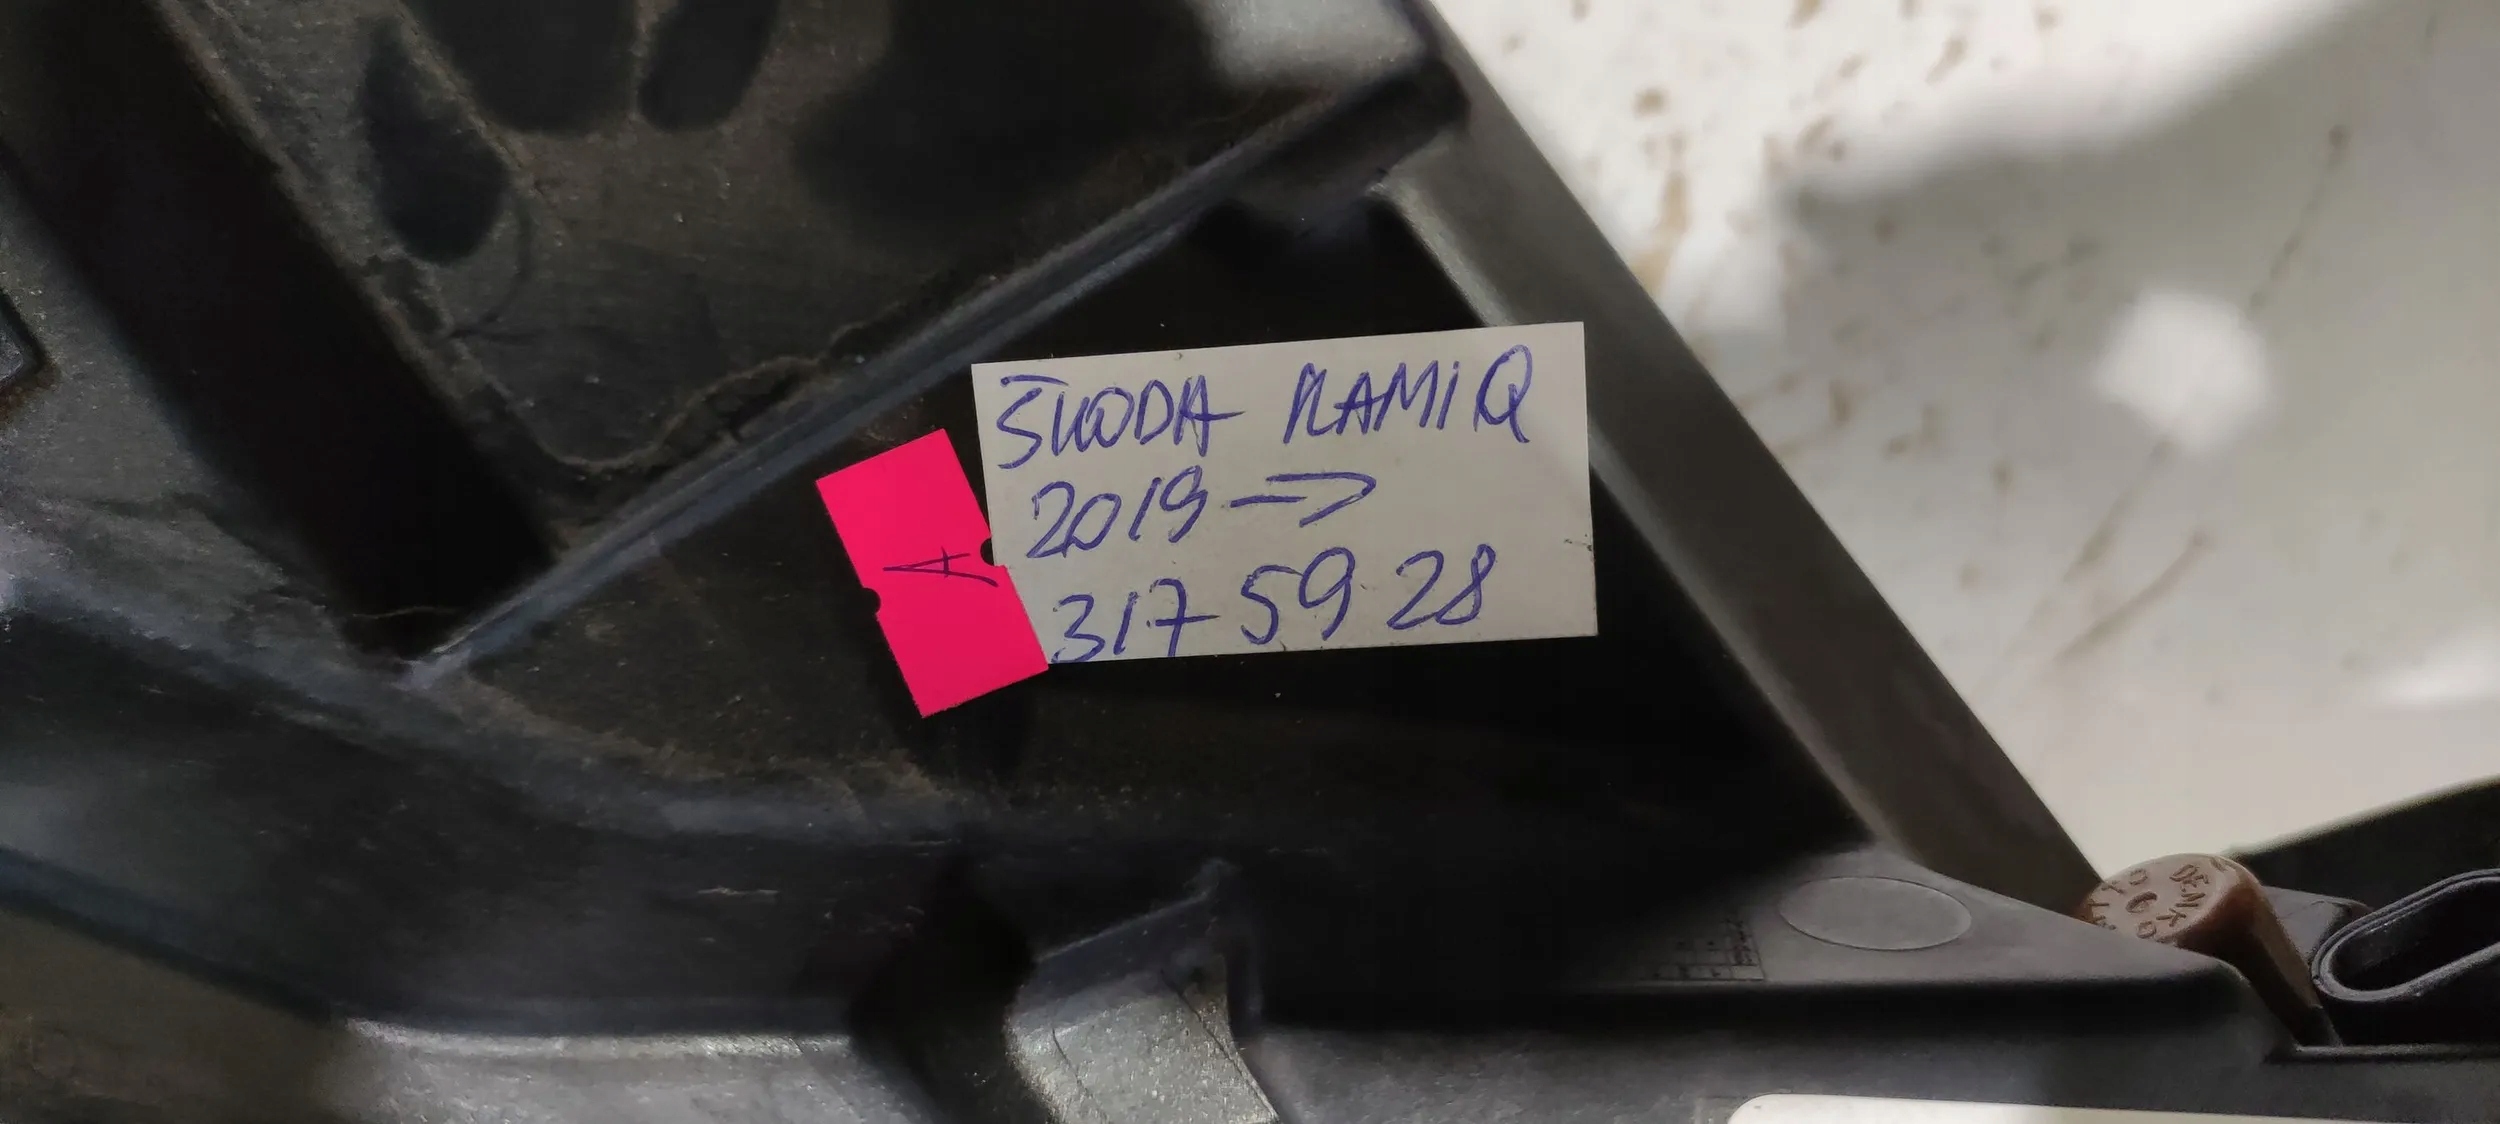 ŠKODA KAMIQ
2019→
317 59 28
A